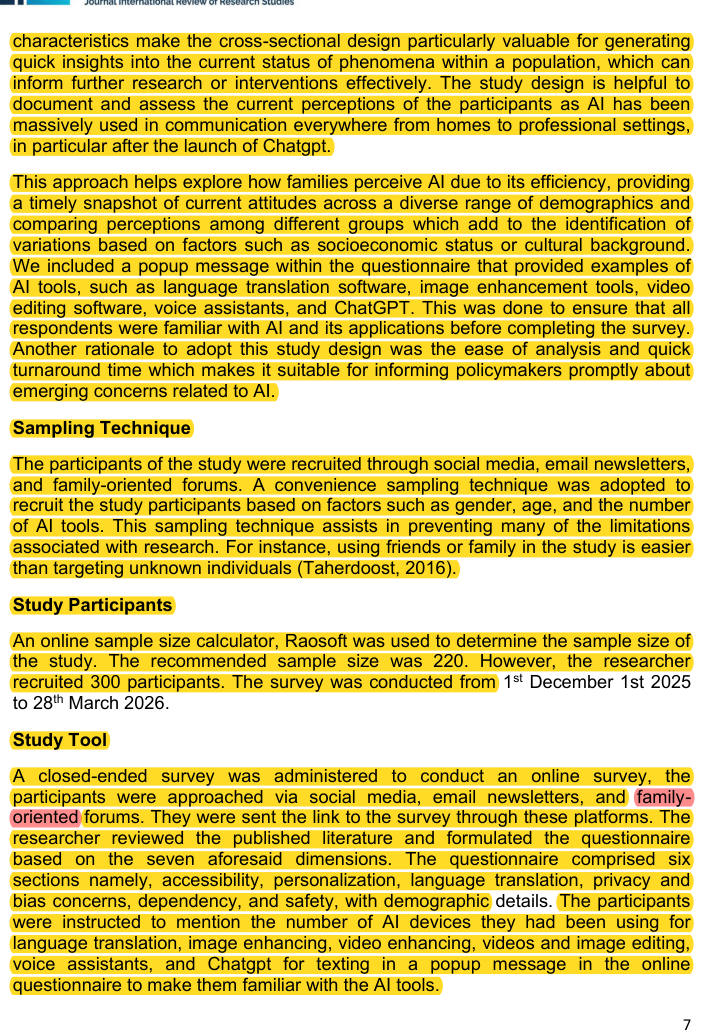 Journal International Review of Research Studies
characteristics make the cross-sectional design particularly valuable for generating
quick insights into the current status of phenomena within a population, which can
inform further research or interventions effectively. The study design is helpful to
document and assess the current perceptions of the participants as AI has been
massively used in communication everywhere from homes to professional settings,
in particular after the launch of Chatgpt.
This approach helps explore how families perceive AI due to its efficiency, providing
a timely snapshot of current attitudes across a diverse range of demographics and
comparing perceptions among different groups which add to the identification of
variations based on factors such as socioeconomic status or cultural background.
We included a popup message within the questionnaire that provided examples of
AI tools, such as language translation software, image enhancement tools, video
editing software, voice assistants, and ChatGPT. This was done to ensure that all
respondents were familiar with AI and its applications before completing the survey.
Another rationale to adopt this study design was the ease of analysis and quick
turnaround time which makes it suitable for informing policymakers promptly about
emerging concerns related to AI.
Sampling Technique
The participants of the study were recruited through social media, email newsletters,
and family-oriented forums. A convenience sampling technique was adopted to
recruit the study participants based on factors such as gender, age, and the number
of AI tools. This sampling technique assists in preventing many of the limitations
associated with research. For instance, using friends or family in the study is easier
than targeting unknown individuals (Taherdoost, 2016).
Study Participants
An online sample size calculator, Raosoft was used to determine the sample size of
the study. The recommended sample size was 220. However, the researcher
recruited 300 participants. The survey was conducted from 1st December 1st 2025
to 28th March 2026.
Study Tool
A closed-ended survey was administered to conduct an online survey, the
participants were approached via social media, email newsletters, and family-
oriented forums. They were sent the link to the survey through these platforms. The
researcher reviewed the published literature and formulated the questionnaire
based on the seven aforesaid dimensions. The questionnaire comprised six
sections namely, accessibility, personalization, language translation, privacy and
bias concerns, dependency, and safety, with demographic details. The participants
were instructed to mention the number of AI devices they had been using for
language translation, image enhancing, video enhancing, videos and image editing,
voice assistants, and Chatgpt for texting in a popup message in the online
questionnaire to make them familiar with the AI tools.
7